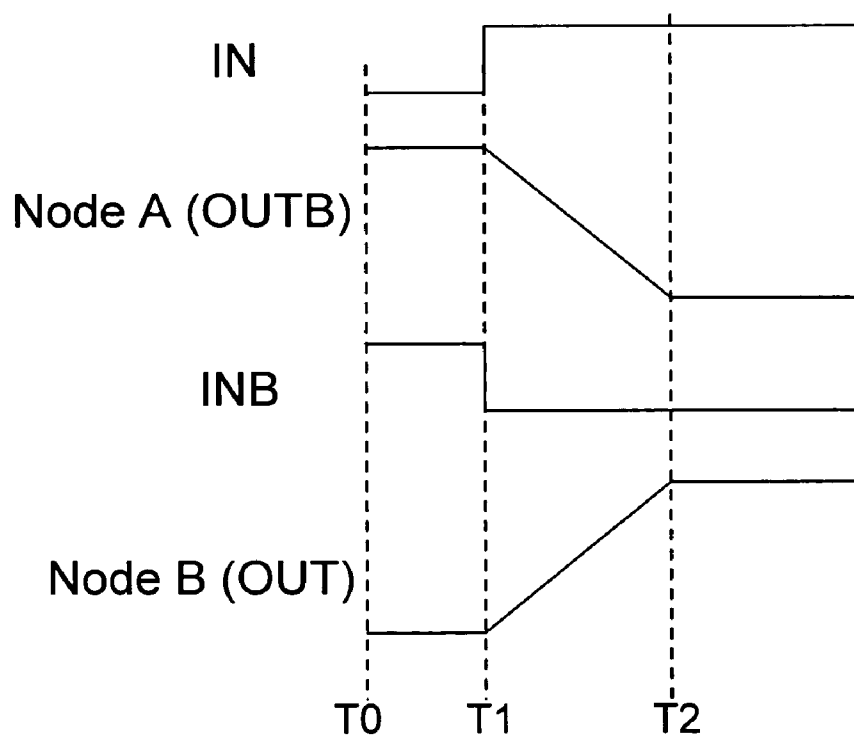 IN
Node A (OUTB)
INB
Node B (OUT)
T0 T1 T2